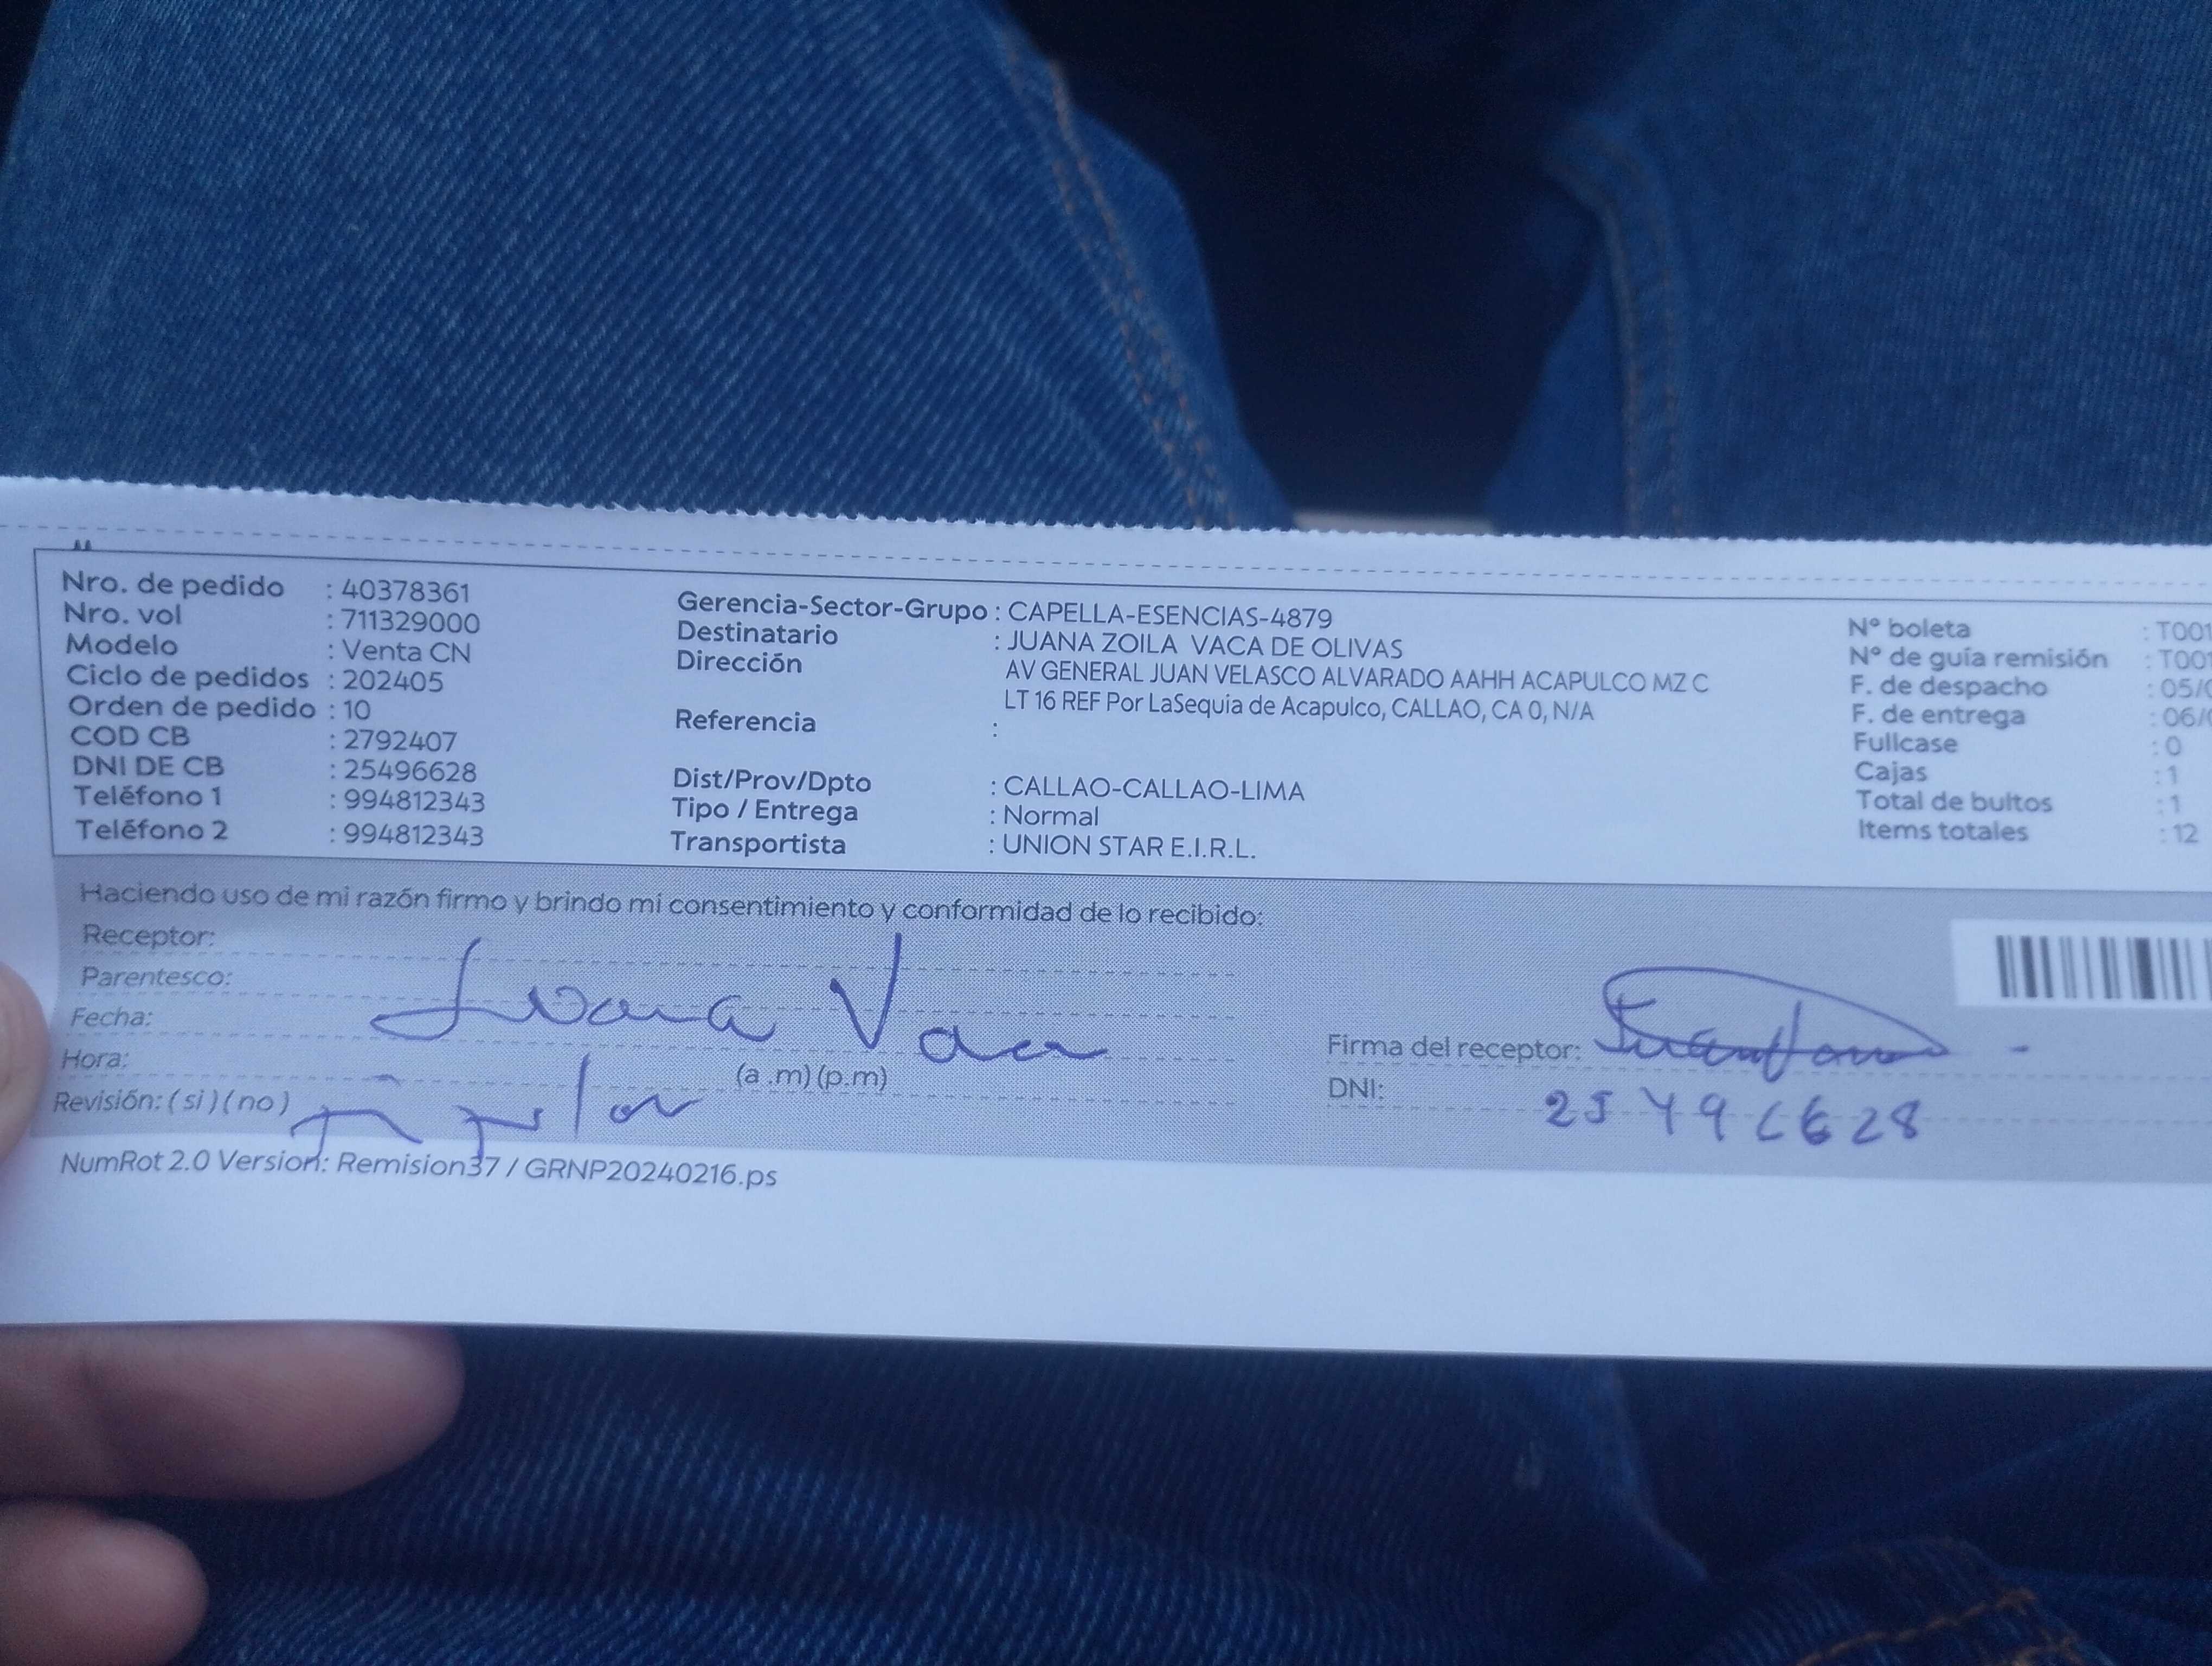 Nro. de pedido : 40378361
Nro. vol : 711329000
Modelo : Venta CN
Ciclo de pedidos : 202405
Orden de pedido : 10
COD CB : 2792407
DNI DE CB : 25496628
Teléfono 1 : 994812343
Teléfono 2 : 994812343
Gerencia-Sector-Grupo : CAPELLA-ESENCIAS-4879
Destinatario : JUANA ZOILA VACA DE OLIVAS
Dirección AV GENERAL JUAN VELASCO ALVARADO AAHH ACAPULCO MZ C
LT 16 REF Por LaSequia de Acapulco, CALLAO, CA 0, N/A
Referencia :
Dist/Prov/Dpto : CALLAO-CALLAO-LIMA
Tipo / Entrega : Normal
Transportista : UNION STAR E.I.R.L.
N° boleta : T001
N° de guía remisión : T001
F. de despacho : 05/
F. de entrega : 06/
Fullcase : 0
Cajas : 1
Total de bultos : 1
Items totales : 12
Haciendo uso de mi razón firmo y brindo mi consentimiento y conformidad de lo recibido:
Receptor:
Parentesco:
Juana Vaca
Fecha:
Hora: (a .m) (p.m)
Revisión: ( si ) ( no )
Firma del receptor:
DNI: 25496628
NumRot 2.0 Version: Remision37 / GRNP20240216.ps